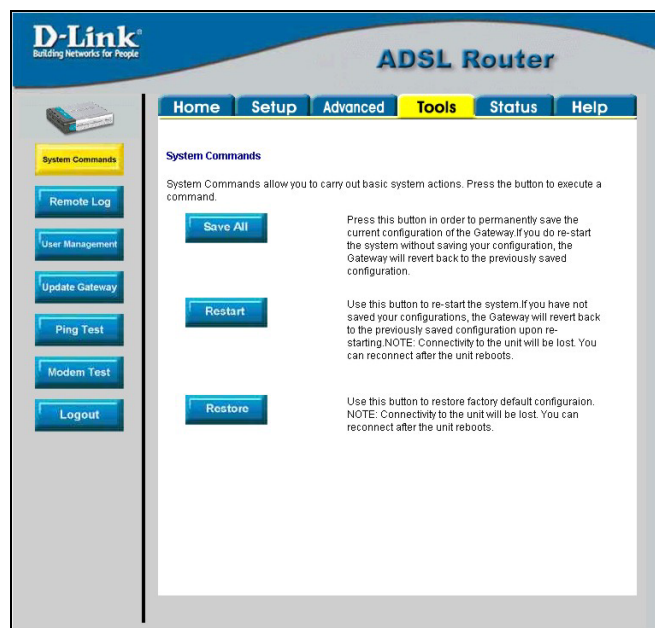 D-Link®
Building Networks for People
ADSL Router
Home Setup Advanced Tools Status Help
System Commands
Remote Log
User Management
Update Gateway
Ping Test
Modem Test
Logout
System Commands
System Commands allow you to carry out basic system actions. Press the button to execute a
command.
Save All
Press this button in order to permanently save the
current configuration of the Gateway.If you do re-start
the system without saving your configuration, the
Gateway will revert back to the previously saved
configuration.
Restart
Use this button to re-start the system.If you have not
saved your configurations, the Gateway will revert back
to the previously saved configuration upon re-
starting.NOTE: Connectivity to the unit will be lost. You
can reconnect after the unit reboots.
Restore
Use this button to restore factory default configuraion.
NOTE: Connectivity to the unit will be lost. You can
reconnect after the unit reboots.